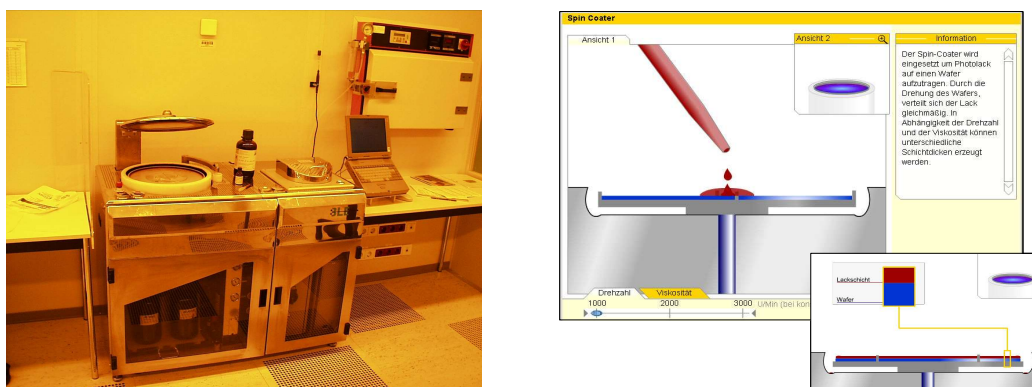 Spin Coater
Ansicht 1
Ansicht 2
Information
Der Spin-Coater wird
eingesetzt um Photolack
auf einen Wafer
aufzutragen. Durch die
Drehung des Wafers,
verteilt sich der Lack
gleichmäßig. In
Abhängigkeit der Drehzahl
und der Viskosität können
unterschiedliche
Schichtdicken erzeugt
werden.
Drehzahl
Viskosität
1000
2000
3000
U/Min (bei kon
Lackschicht
Wafer